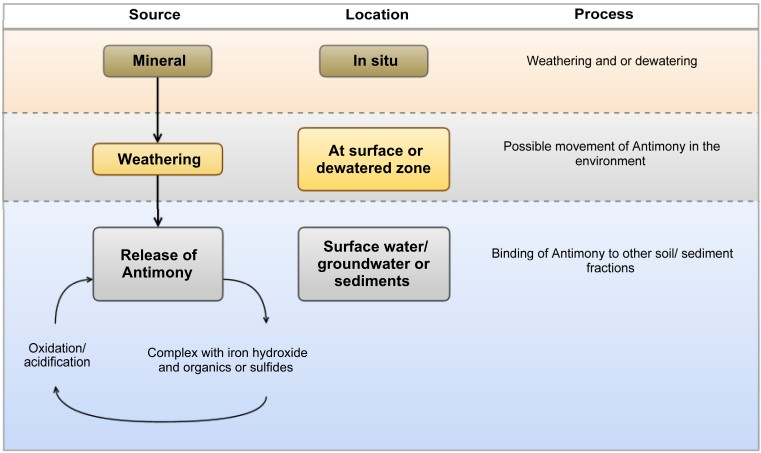 Source
Location
Process
Mineral
In situ
Weathering and or dewatering
Weathering
At surface or
dewatered zone
Possible movement of Antimony in the
environment
Release of
Antimony
Surface water/
groundwater or
sediments
Binding of Antimony to other soil/ sediment
fractions
Oxidation/
acidification
Complex with iron hydroxide
and organics or sulfides